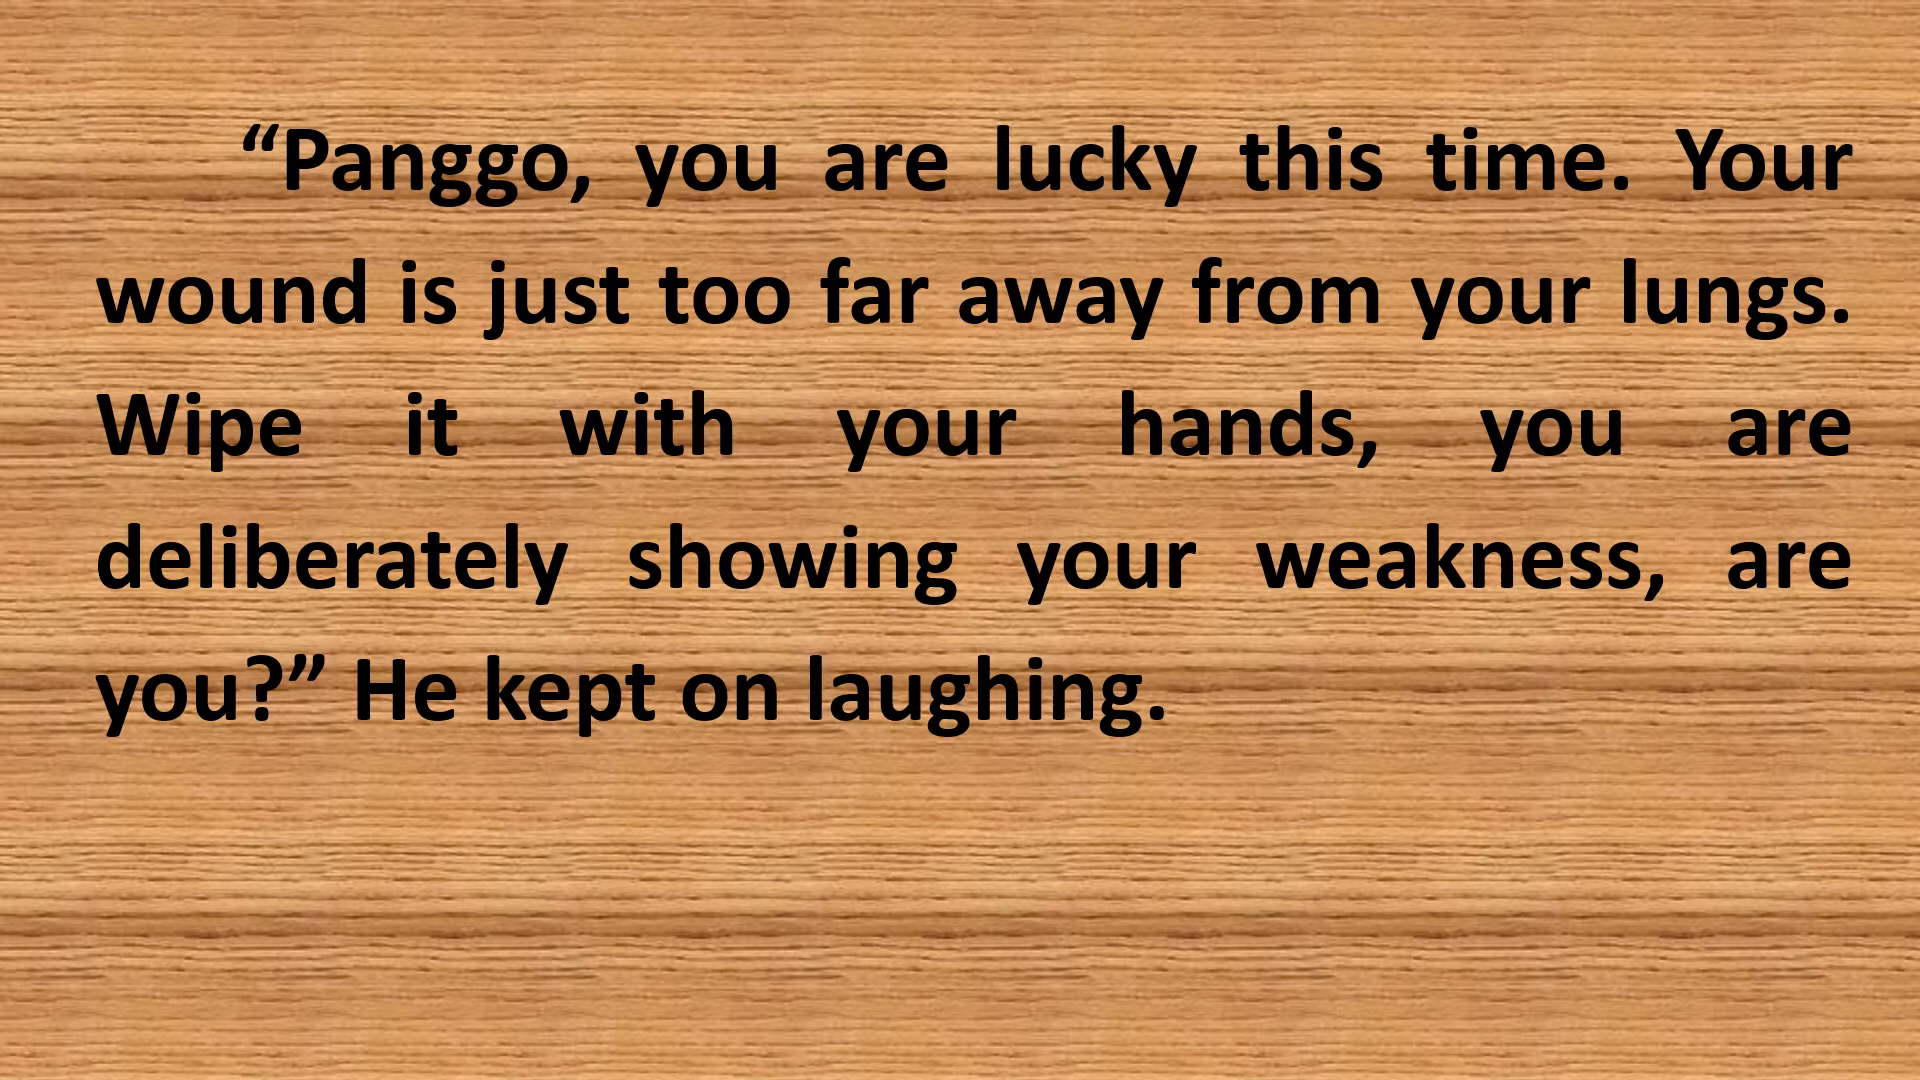 “Panggo, you are lucky this time. Your
wound is just too far away from your lungs.
Wipe it with your hands, you are
deliberately showing your weakness, are
you?” He kept on laughing.